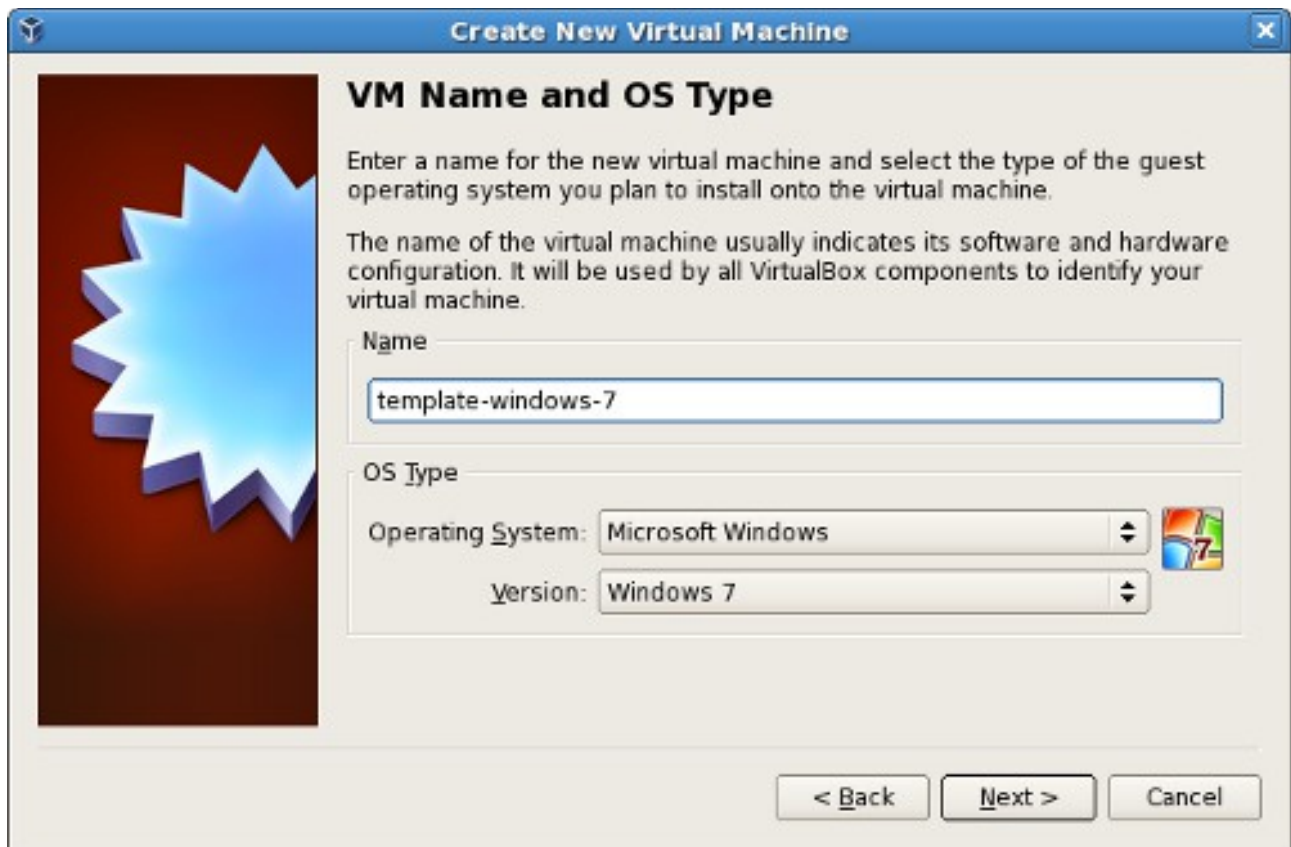 Create New Virtual Machine
VM Name and OS Type
Enter a name for the new virtual machine and select the type of the guest
operating system you plan to install onto the virtual machine.
The name of the virtual machine usually indicates its software and hardware
configuration. It will be used by all VirtualBox components to identify your
virtual machine.
Name
template-windows-7
OS Type
Operating System: Microsoft Windows
7
Version: Windows 7
< Back Next > Cancel